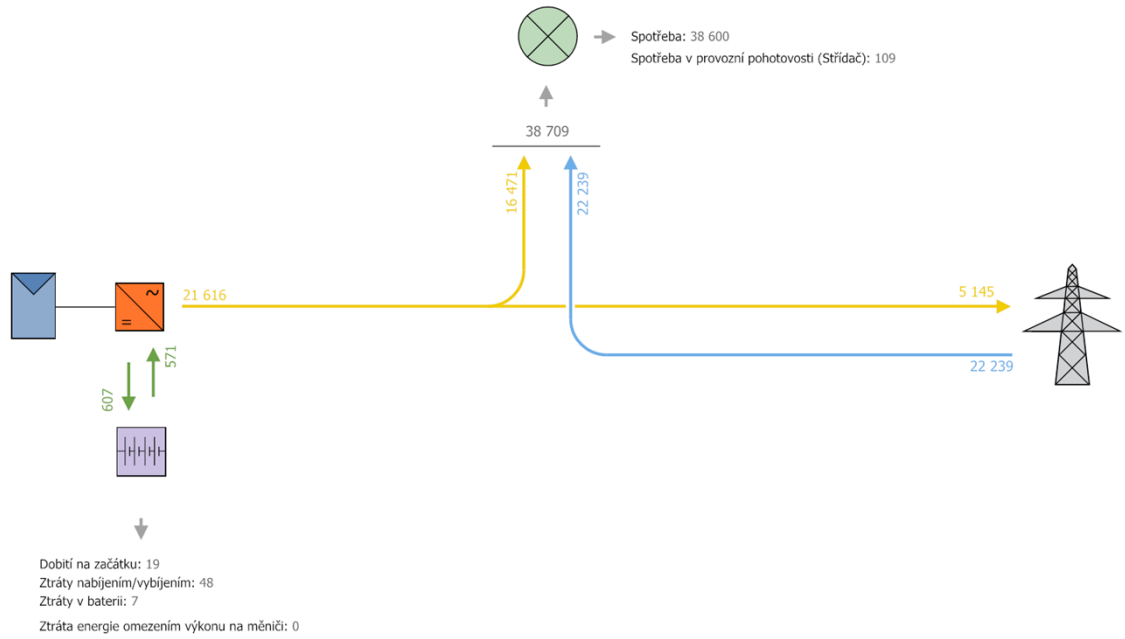 Spotřeba: 38 600
Spotřeba v provozní pohotovosti (Střídač): 109
38 709
16 471
22 239
21 616
5 145
22 239
571
607
Dobití na začátku: 19
Ztráty nabíjením/vybíjením: 48
Ztráty v baterii: 7
Ztráta energie omezením výkonu na měniči: 0